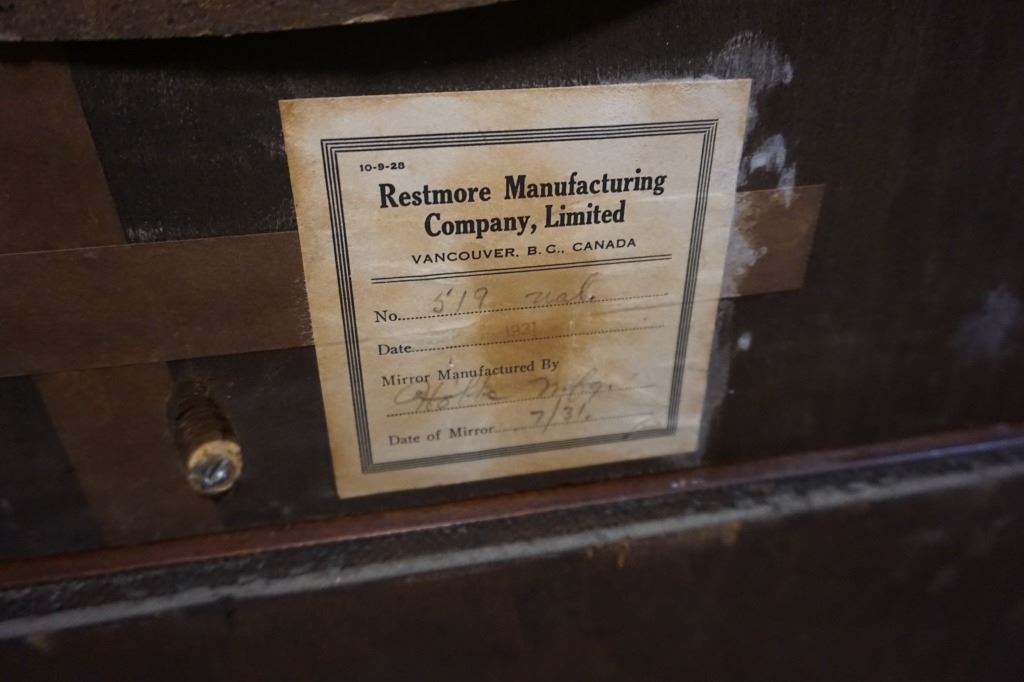 10-9-28
Restmore Manufacturing
Company, Limited
VANCOUVER, B. C., CANADA
No. 519
Date 1931
Mirror Manufactured By
Mfg.
Date of Mirror 7/31.